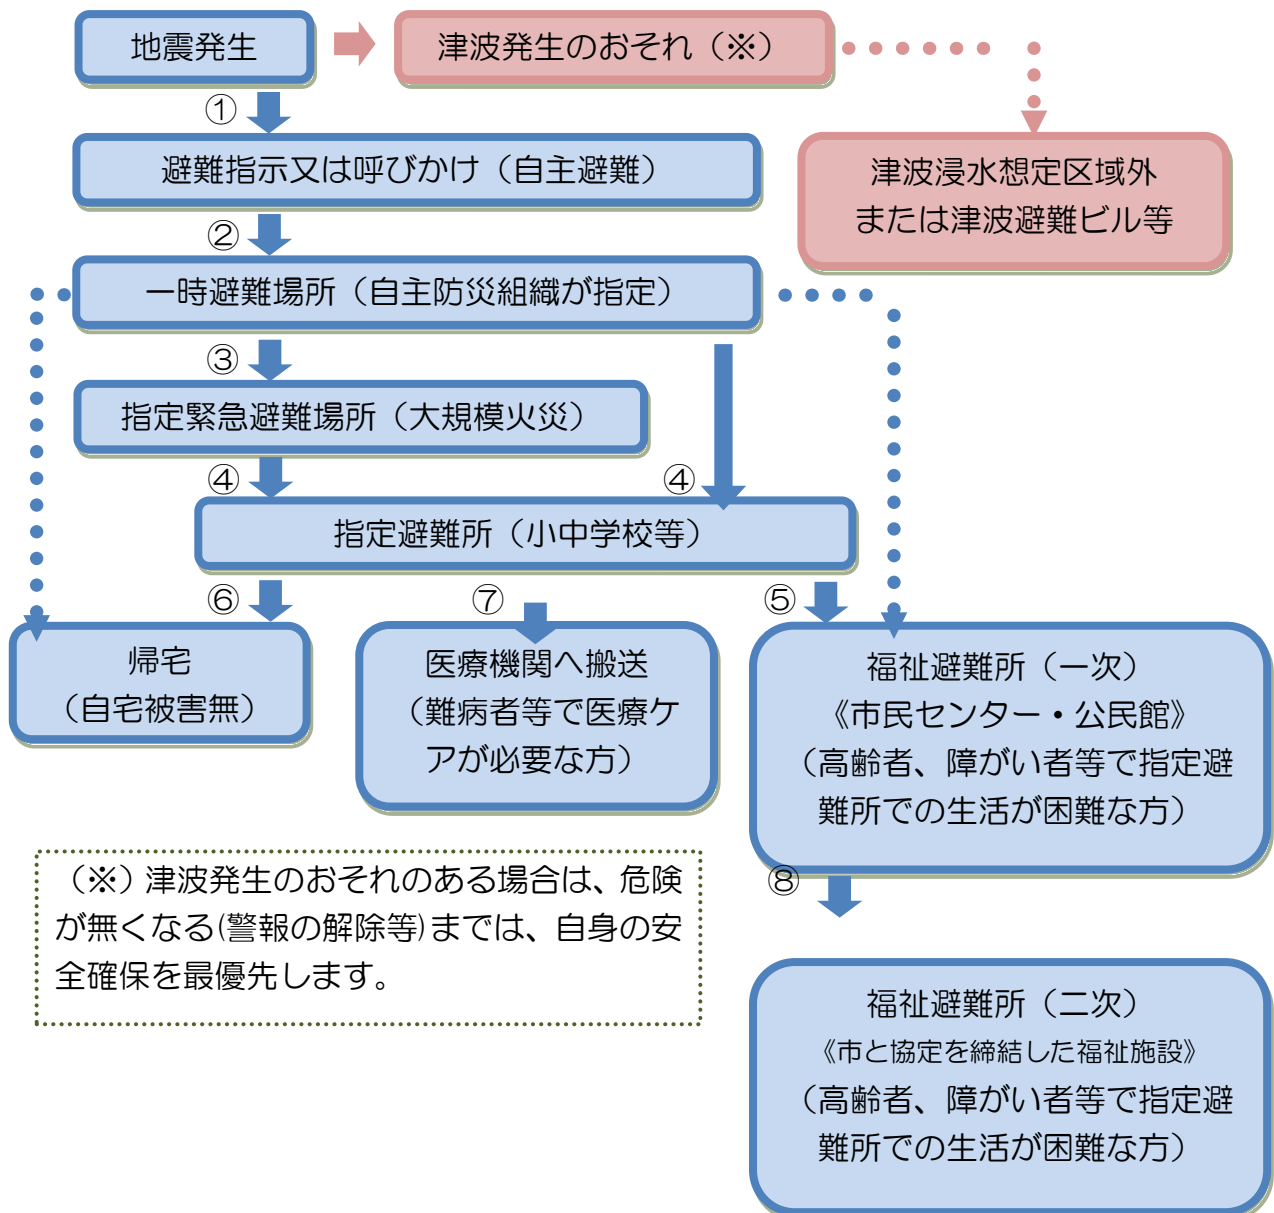 地震発生
津波発生のおそれ（※）
①
避難指示又は呼びかけ（自主避難）
津波浸水想定区域外
または津波避難ビル等
②
一時避難場所（自主防災組織が指定）
③
指定緊急避難場所（大規模火災）
④
④
指定避難所（小中学校等）
⑥
⑦
⑤
帰宅
（自宅被害無）
医療機関へ搬送
（難病者等で医療ケ
アが必要な方）
福祉避難所（一次）
《市民センター・公民館》
（高齢者、障がい者等で指定避
難所での生活が困難な方）
（※）津波発生のおそれのある場合は、危険
が無くなる(警報の解除等)までは、自身の安
全確保を最優先します。
⑧
福祉避難所（二次）
《市と協定を締結した福祉施設》
（高齢者、障がい者等で指定避
難所での生活が困難な方）